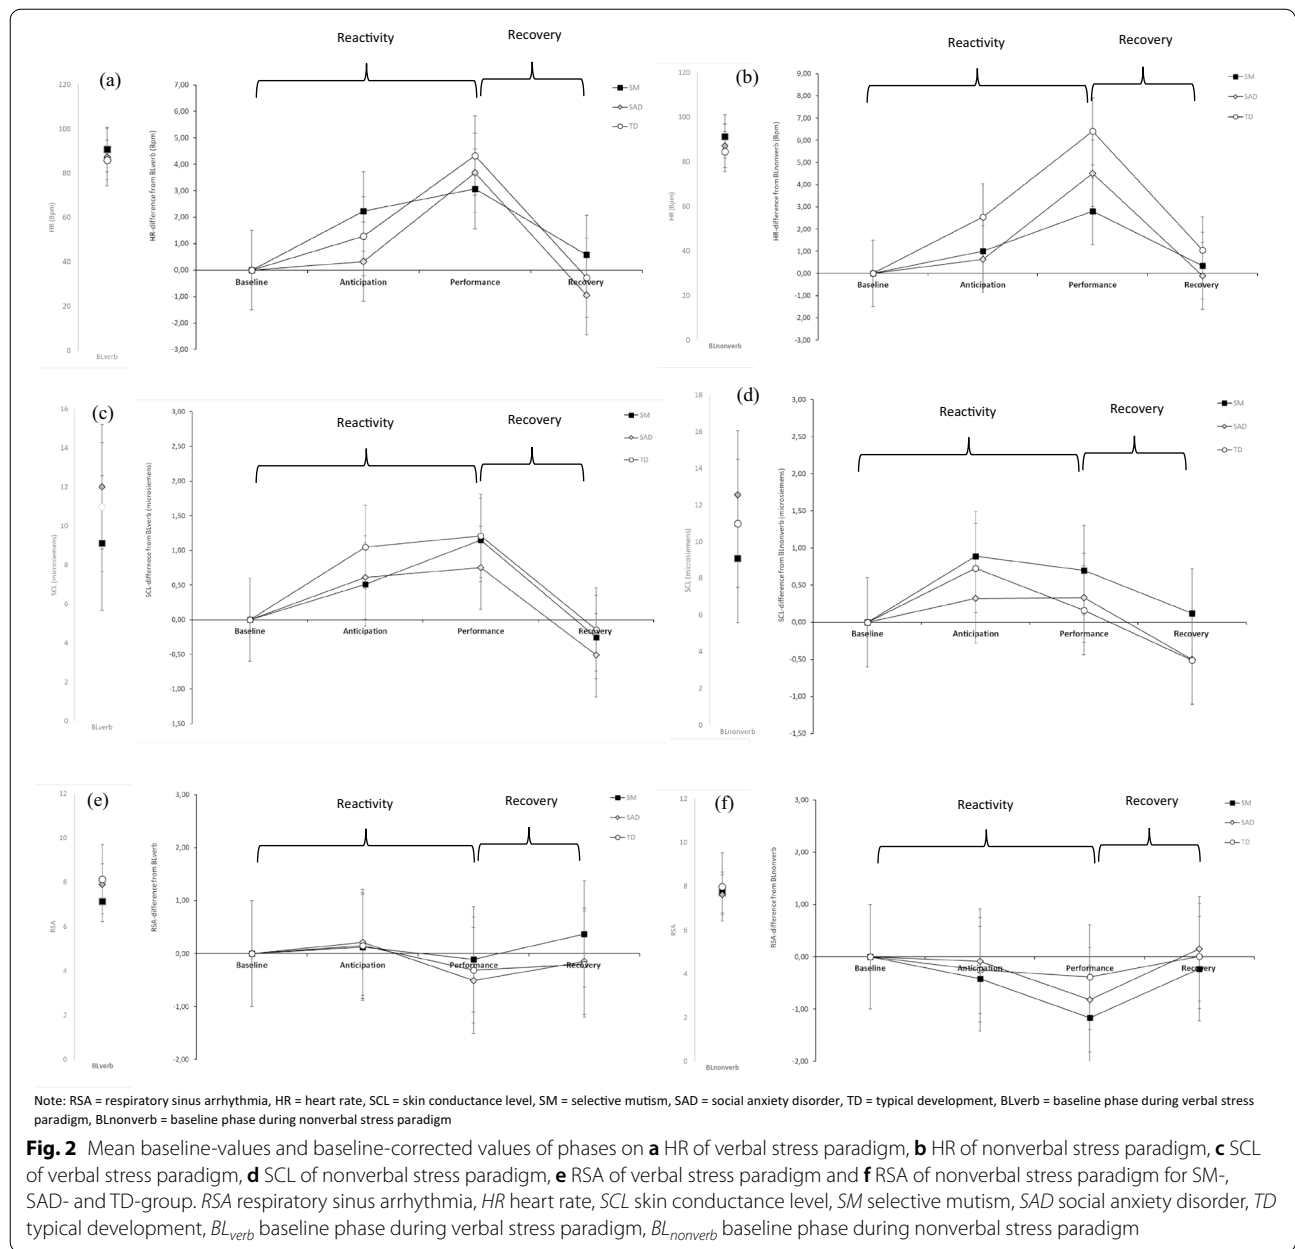 Reactivity
Recovery
(a)
120
100
80
60
40
20
0
HR (Bpm)
BLverb
HR-difference from BLverb (Bpm)
7,00
6,00
5,00
4,00
3,00
2,00
1,00
0,00
-1,00
-2,00
-3,00
Baseline
Anticipation
Performance
Recovery
SM
SAD
TD
Reactivity
Recovery
(b)
120
100
80
60
40
20
0
HR (Bpm)
BLnonverb
HR-difference from BLnonverb (Bpm)
9,00
8,00
7,00
6,00
5,00
4,00
3,00
2,00
1,00
0,00
-1,00
-2,00
-3,00
Baseline
Anticipation
Performance
Recovery
SM
SAD
TD
(c)
16
14
12
10
8
6
4
2
0
SCL (microsiemens)
BLverb
Reactivity
Recovery
SCL-differnece from BLverb (microsiemens)
3,00
2,50
2,00
1,50
1,00
0,50
0,00
-0,50
-1,00
-1,50
Baseline
Anticipation
Performance
Recovery
SM
SAD
TD
(d)
18
16
14
12
10
8
6
4
2
0
SCL (microsiemens)
BLnonverb
Reactivity
Recovery
SCL-difference from BLnonverb (microsiemens)
3,00
2,50
2,00
1,50
1,00
0,50
0,00
-0,50
-1,00
-1,50
Baseline
Anticipation
Performance
Recovery
SM
SAD
TD
(e)
12
10
8
6
4
2
0
RSA
BLverb
Reactivity
Recovery
RSA-difference from BLverb
3,00
2,00
1,00
0,00
-1,00
-2,00
Baseline
Anticipation
Performance
Recovery
SM
SAD
TD
(f)
12
10
8
6
4
2
0
RSA
BLnonverb
Reactivity
Recovery
RSA-difference from BLnonverb
3,00
2,00
1,00
0,00
-1,00
-2,00
Baseline
Anticipation
Performance
Recovery
SM
SAD
TD
Note: RSA = respiratory sinus arrhythmia, HR = heart rate, SCL = skin conductance level, SM = selective mutism, SAD = social anxiety disorder, TD = typical development, BLverb = baseline phase during verbal stress
paradigm, BLnonverb = baseline phase during nonverbal stress paradigm
Fig. 2 Mean baseline-values and baseline-corrected values of phases on a HR of verbal stress paradigm, b HR of nonverbal stress paradigm, c SCL
of verbal stress paradigm, d SCL of nonverbal stress paradigm, e RSA of verbal stress paradigm and f RSA of nonverbal stress paradigm for SM-,
SAD- and TD-group. RSA respiratory sinus arrhythmia, HR heart rate, SCL skin conductance level, SM selective mutism, SAD social anxiety disorder, TD
typical development, BLverb baseline phase during verbal stress paradigm, BLnonverb baseline phase during nonverbal stress paradigm